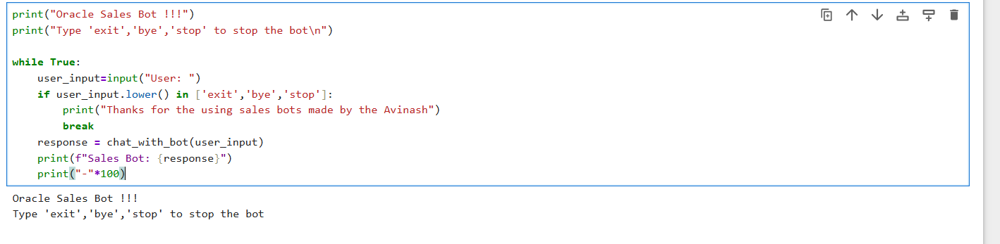 print("Oracle Sales Bot !!!")
print("Type 'exit','bye','stop' to stop the bot\n")

while True:
    user_input=input("User: ")
    if user_input.lower() in ['exit','bye','stop']:
        print("Thanks for the using sales bots made by the Avinash")
        break
    response = chat_with_bot(user_input)
    print(f"Sales Bot: {response}")
    print("-"*100)
Oracle Sales Bot !!!
Type 'exit','bye','stop' to stop the bot